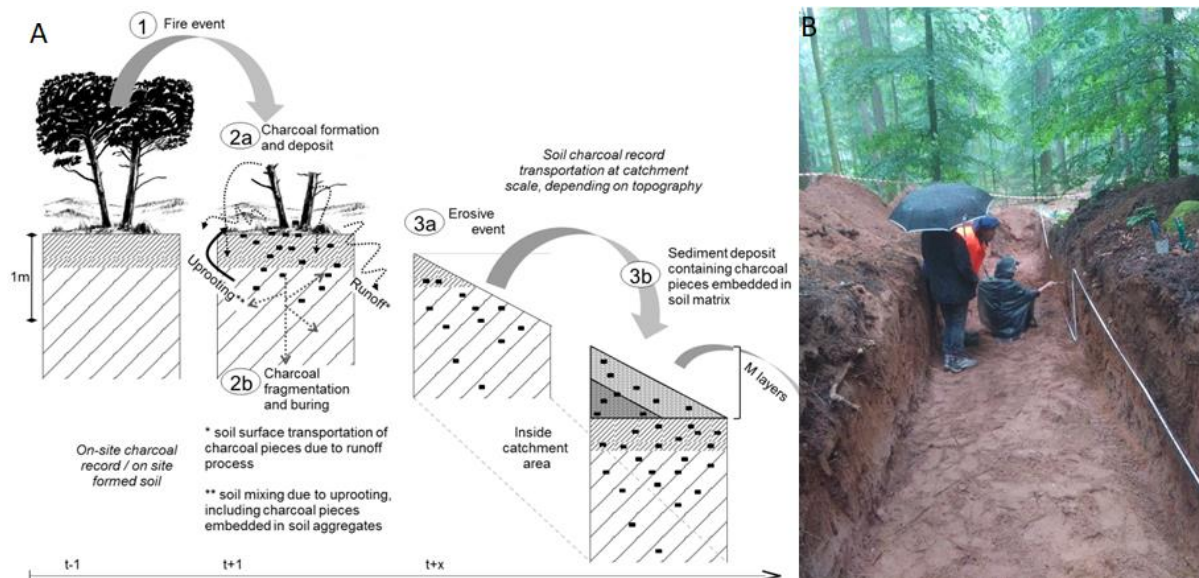 A
1 Fire event
2a Charcoal formation
and deposit
Soil charcoal record
transportation at catchment
scale, depending on topography
3a Erosive
event
3b Sediment deposit
containing charcoal
pieces embedded in
soil matrix
1m
Uprooting**
Runoff*
M layers
2b Charcoal
fragmentation
and buring
On-site charcoal
record / on site
formed soil
* soil surface transportation of
charcoal pieces due to runoff
process
** soil mixing due to uprooting,
including charcoal pieces
embedded in soil aggregates
Inside
catchment
area
t-1
t+1
t+x
B